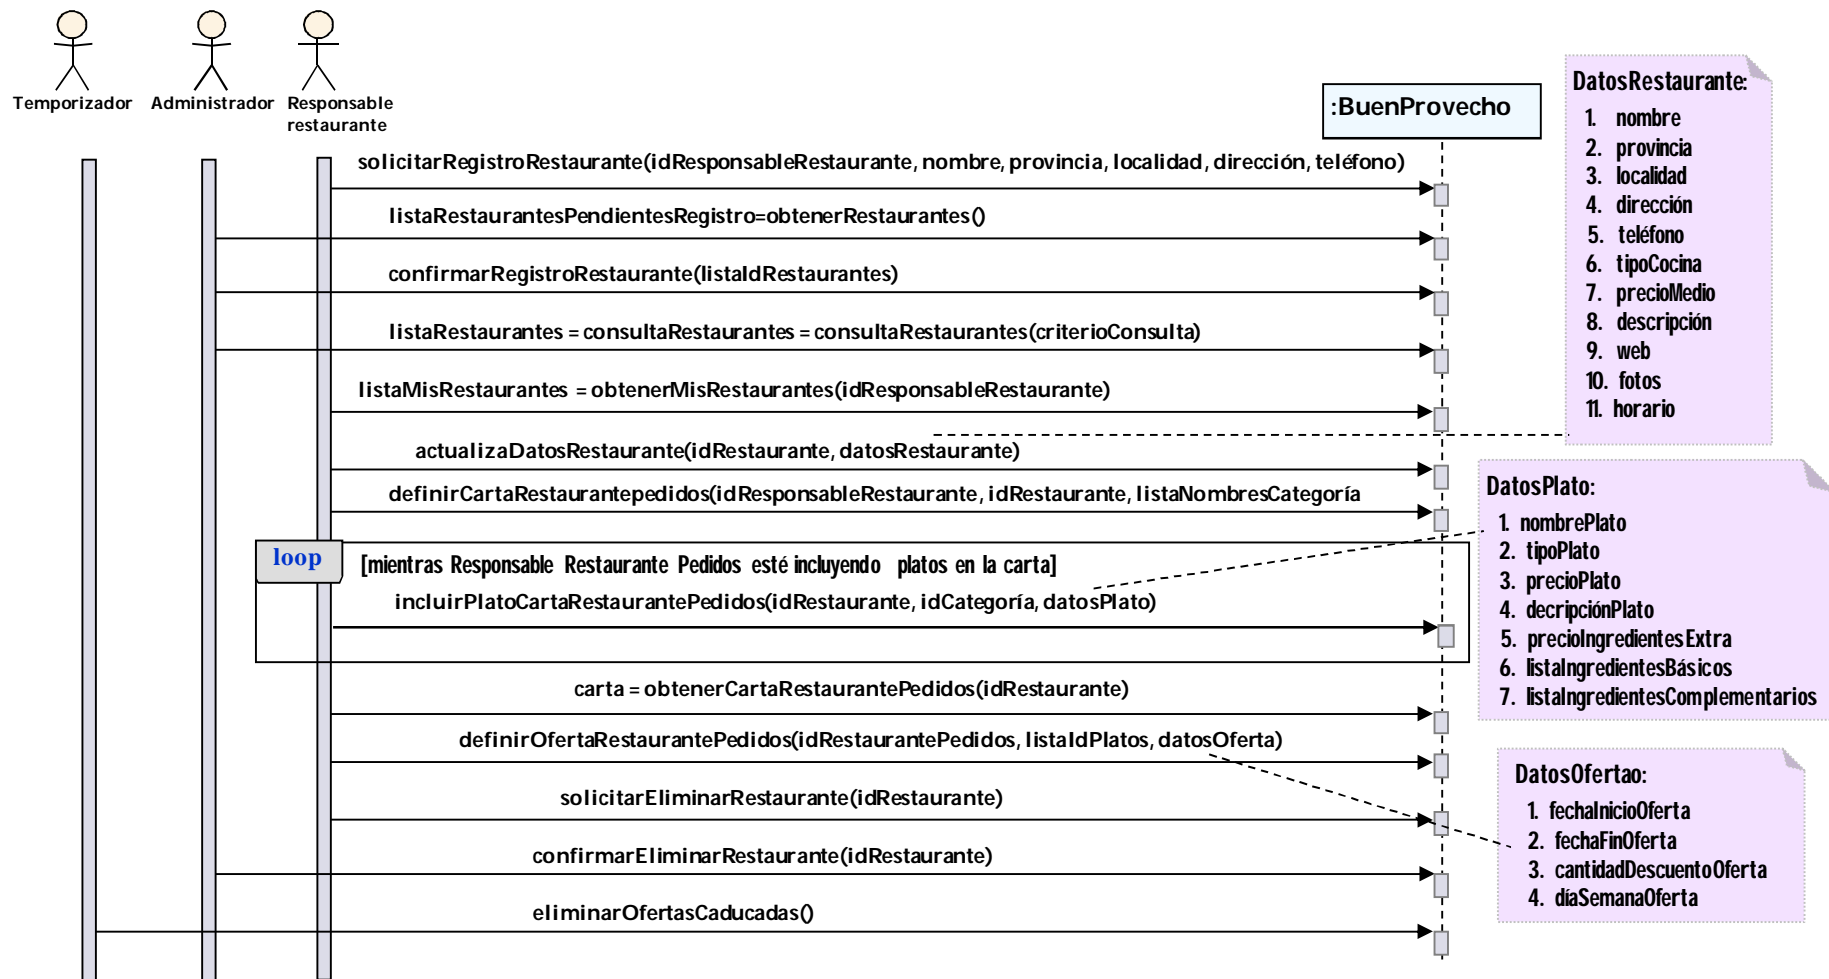 Temporizador
Administrador
Responsable
restaurante
:BuenProvecho
solicitarRegistroRestaurante(idResponsableRestaurante, nombre, provincia, localidad, dirección, teléfono)
listaRestaurantesPendientesRegistro=obtenerRestaurantes()
confirmarRegistroRestaurante(listaIdRestaurantes)
listaRestaurantes = consultaRestaurantes = consultaRestaurantes(criterioConsulta)
listaMisRestaurantes = obtenerMisRestaurantes(idResponsableRestaurante)
actualizaDatosRestaurante(idRestaurante, datosRestaurante)
definirCartaRestaurantepedidos(idResponsableRestaurante, idRestaurante, listaNombresCategoría
loop
[mientras Responsable Restaurante Pedidos esté incluyendo platos en la carta]
incluirPlatoCartaRestaurantePedidos(idRestaurante, idCategoría, datosPlato)
carta = obtenerCartaRestaurantePedidos(idRestaurante)
definirOfertaRestaurantePedidos(idRestaurantePedidos, listaIdPlatos, datosOferta)
solicitarEliminarRestaurante(idRestaurante)
confirmarEliminarRestaurante(idRestaurante)
eliminarOfertasCaducadas()
DatosRestaurante:
1. nombre
2. provincia
3. localidad
4. dirección
5. teléfono
6. tipoCocina
7. precioMedio
8. descripción
9. web
10. fotos
11. horario
DatosPlato:
1. nombrePlato
2. tipoPlato
3. precioPlato
4. decripciónPlato
5. precioIngredientesExtra
6. listaIngredientesBásicos
7. listaIngredientesComplementarios
DatosOfertao:
1. fechaInicioOferta
2. fechaFinOferta
3. cantidadDescuentoOferta
4. díaSemanaOferta